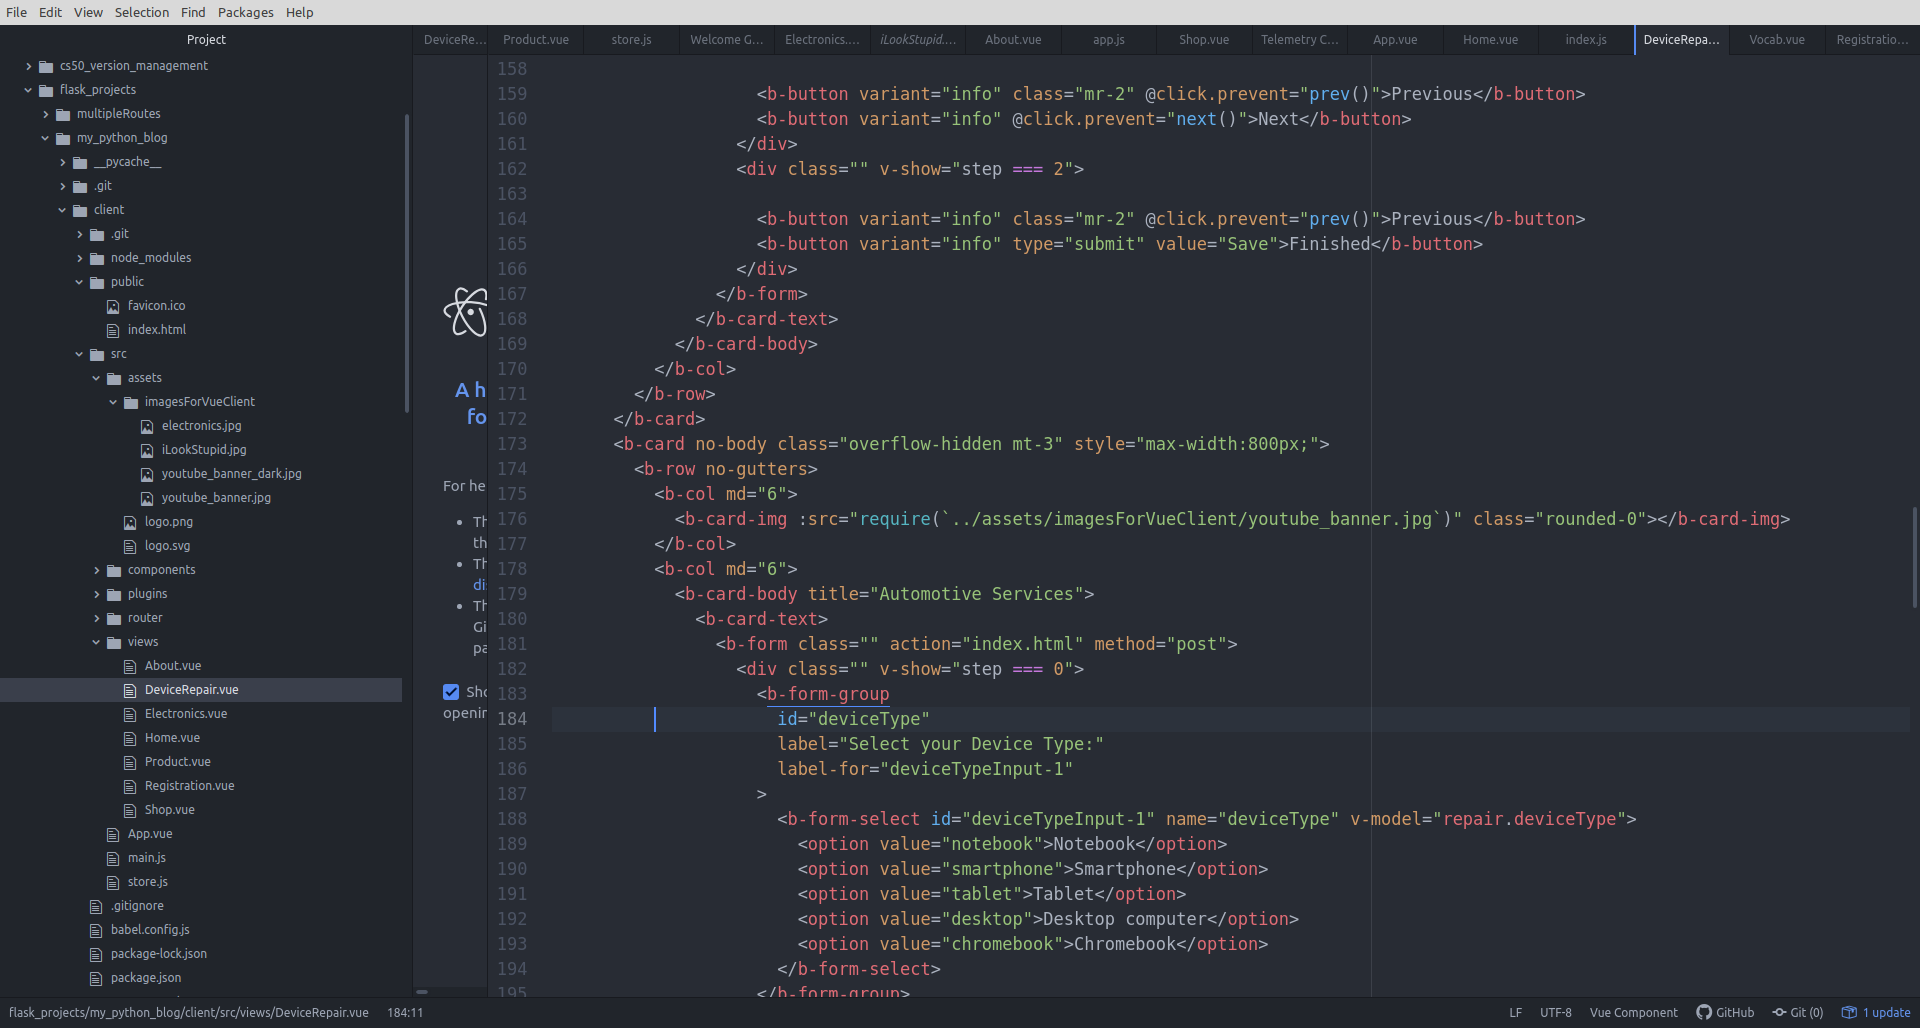 File Edit View Selection Find Packages Help
Project
cs50_version_management
flask_projects
multipleRoutes
my_python_blog
__pycache__
.git
client
.git
node_modules
public
favicon.ico
index.html
src
assets
imagesForVueClient
electronics.jpg
iLookStupid.jpg
youtube_banner_dark.jpg
youtube_banner.jpg
logo.png
logo.svg
components
plugins
router
views
About.vue
DeviceRepair.vue
Electronics.vue
Home.vue
Product.vue
Registration.vue
Shop.vue
App.vue
main.js
store.js
.gitignore
babel.config.js
package-lock.json
package.json
DeviceRe... Product.vue store.js Welcome G... Electronics.... iLookStupid.... About.vue app.js Shop.vue Telemetry C... App.vue Home.vue index.js DeviceRepa... Vocab.vue Registratio...
A h
fo
For he
Th
th
Th
di
Th
Gi
pa
Sho
openin
158
159 <b-button variant="info" class="mr-2" @click.prevent="prev()">Previous</b-button>
160 <b-button variant="info" @click.prevent="next()">Next</b-button>
161 </div>
162 <div class="" v-show="step === 2">
163
164 <b-button variant="info" class="mr-2" @click.prevent="prev()">Previous</b-button>
165 <b-button variant="info" type="submit" value="Save">Finished</b-button>
166 </div>
167 </b-form>
168 </b-card-text>
169 </b-card-body>
170 </b-col>
171 </b-row>
172 </b-card>
173 <b-card no-body class="overflow-hidden mt-3" style="max-width:800px;">
174 <b-row no-gutters>
175 <b-col md="6">
176 <b-card-img :src="require(`../assets/imagesForVueClient/youtube_banner.jpg`)" class="rounded-0"></b-card-img>
177 </b-col>
178 <b-col md="6">
179 <b-card-body title="Automotive Services">
180 <b-card-text>
181 <b-form class="" action="index.html" method="post">
182 <div class="" v-show="step === 0">
183 <b-form-group
184 id="deviceType"
185 label="Select your Device Type:"
186 label-for="deviceTypeInput-1"
187 >
188 <b-form-select id="deviceTypeInput-1" name="deviceType" v-model="repair.deviceType">
189 <option value="notebook">Notebook</option>
190 <option value="smartphone">Smartphone</option>
191 <option value="tablet">Tablet</option>
192 <option value="desktop">Desktop computer</option>
193 <option value="chromebook">Chromebook</option>
194 </b-form-select>
195 </b-form-group>
flask_projects/my_python_blog/client/src/views/DeviceRepair.vue 184:11 LF UTF-8 Vue Component GitHub Git (0) 1 update